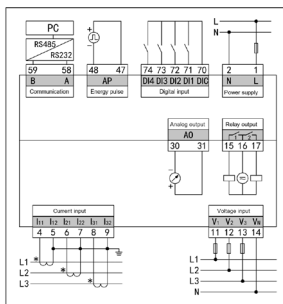 PC
RS485
RS232
59 58
B A
Communication
48 47
AP
Energy pulse
74 73 72 71 70
DI4 DI3 DI2 DI1 DIC
Digital input
L
N
2 1
N L
Power supply
Analog output
AO
30 31
Relay output
15 16 17
Current input
I11 I12 I21 I22 I31 I32
4 5 6 7 8 9
L1
L2
L3
Voltage input
V1 V2 V3 VN
11 12 13 14
L1
L2
L3
N